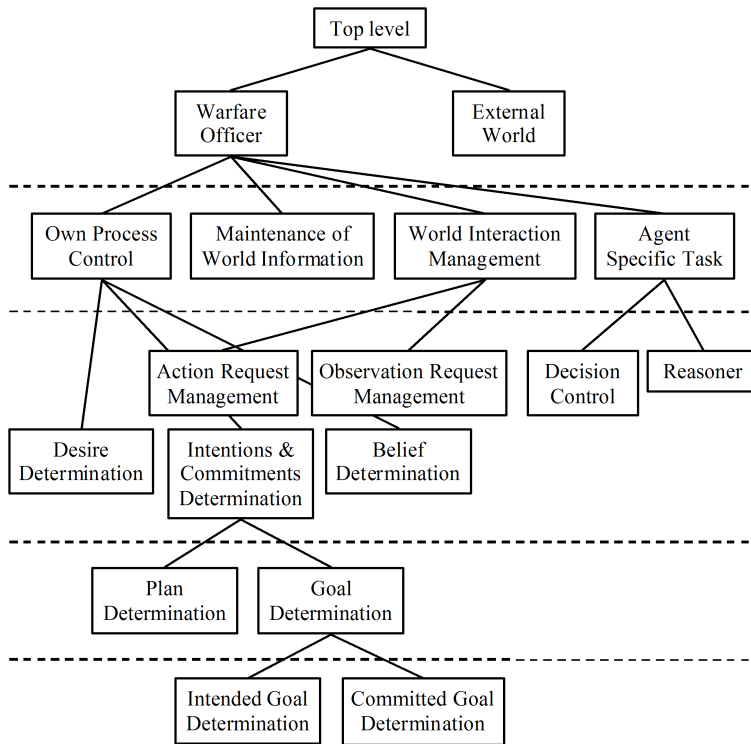 Top level
Warfare
Officer
External
World
Own Process
Control
Maintenance of
World Information
World Interaction
Management
Agent
Specific Task
Action Request
Management
Observation Request
Management
Decision
Control
Reasoner
Desire
Determination
Intentions &
Commitments
Determination
Belief
Determination
Plan
Determination
Goal
Determination
Intended Goal
Determination
Committed Goal
Determination